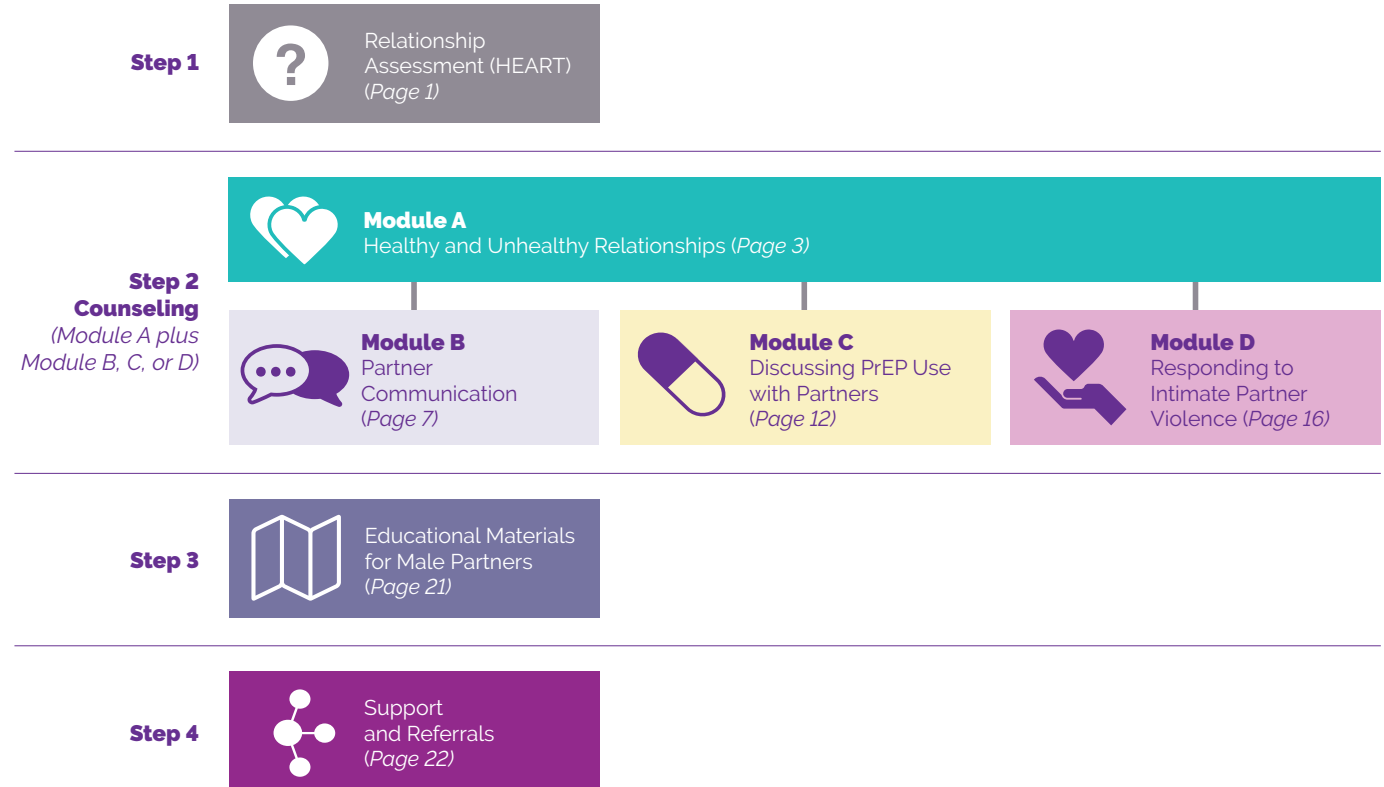 Step 1
?
Relationship
Assessment (HEART)
(Page 1)
Step 2
Counseling
(Module A plus
Module B, C, or D)
Module A
Healthy and Unhealthy Relationships (Page 3)
Module B
Partner
Communication
(Page 7)
Module C
Discussing PrEP Use
with Partners
(Page 12)
Module D
Responding to
Intimate Partner
Violence (Page 16)
Step 3
Educational Materials
for Male Partners
(Page 21)
Step 4
Support
and Referrals
(Page 22)